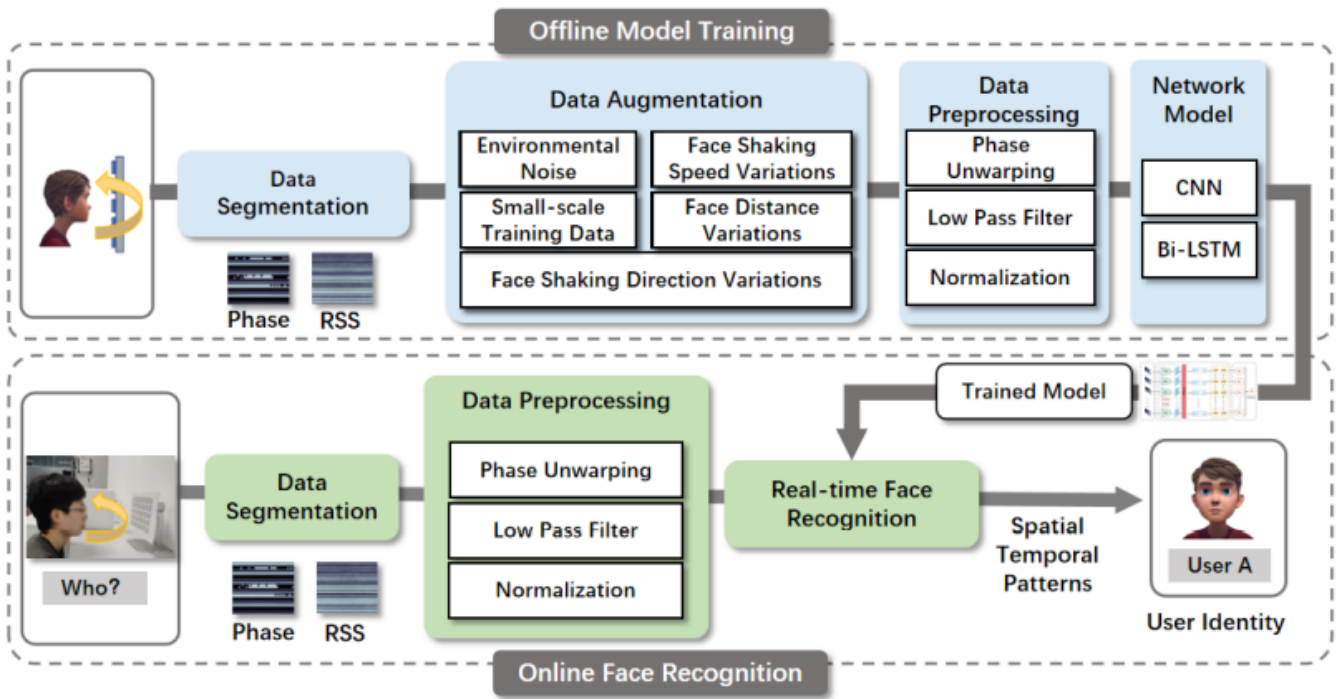 Offline Model Training
Data
Segmentation
Phase
RSS
Data Augmentation
Environmental
Noise
Face Shaking
Speed Variations
Small-scale
Training Data
Face Distance
Variations
Face Shaking Direction Variations
Data
Preprocessing
Phase
Unwarping
Low Pass Filter
Normalization
Network
Model
CNN
Bi-LSTM
Trained Model
Who?
Data
Segmentation
Phase
RSS
Data Preprocessing
Phase Unwarping
Low Pass Filter
Normalization
Real-time Face
Recognition
Spatial
Temporal
Patterns
User A
User Identity
Online Face Recognition